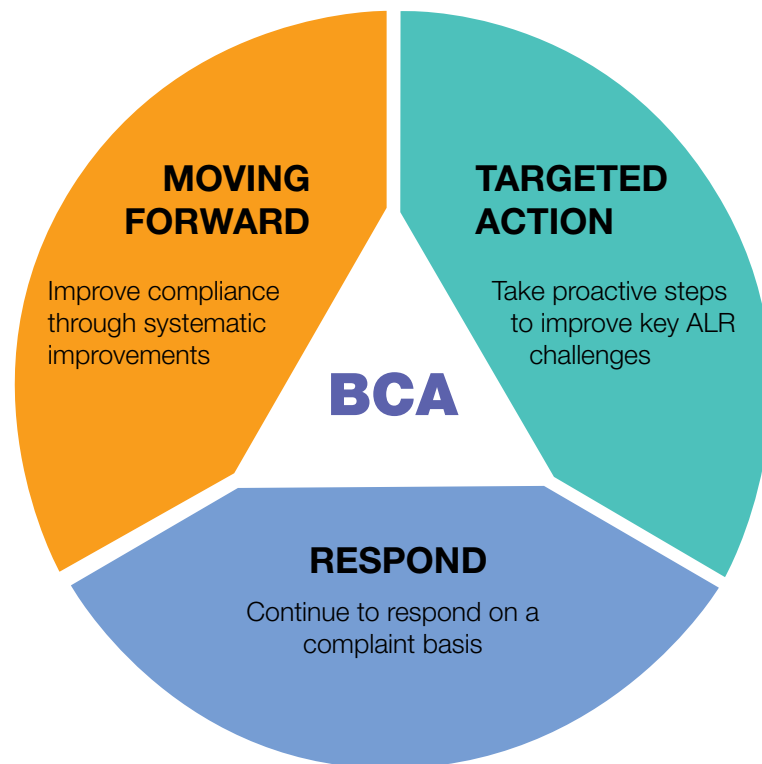 MOVING
FORWARD
Improve compliance
through systematic
improvements
TARGETED
ACTION
Take proactive steps
to improve key ALR
challenges
BCA
RESPOND
Continue to respond on a
complaint basis